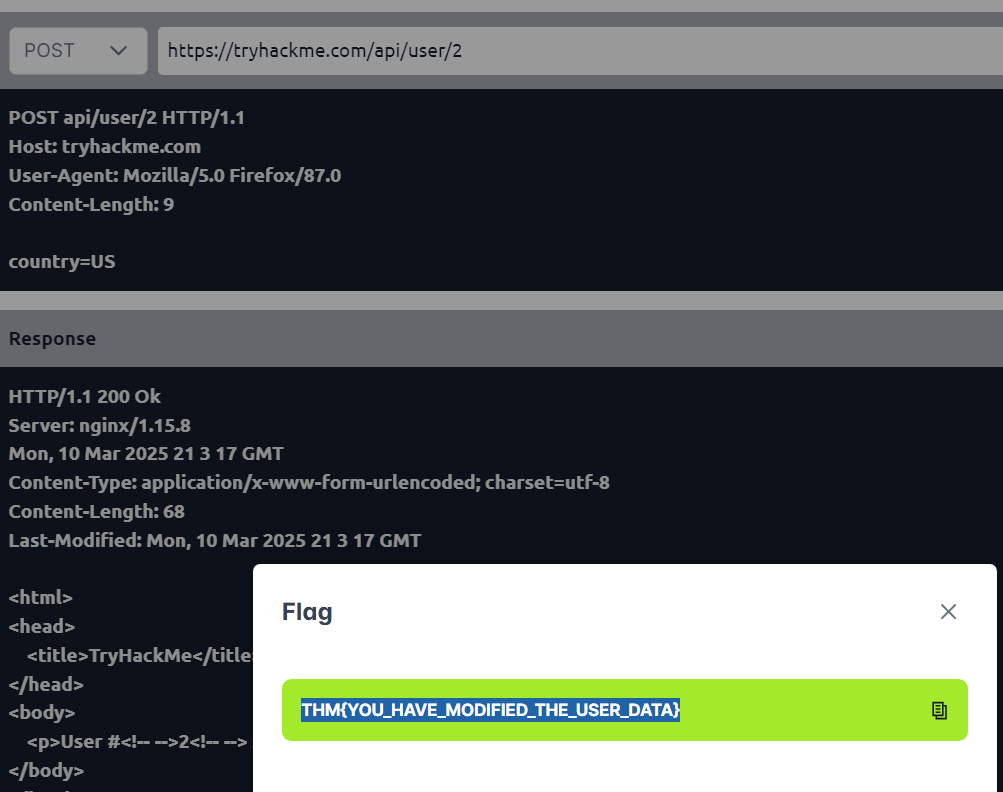 POST
https://tryhackme.com/api/user/2
POST api/user/2 HTTP/1.1
Host: tryhackme.com
User-Agent: Mozilla/5.0 Firefox/87.0
Content-Length: 9
country=US
Response
HTTP/1.1 200 Ok
Server: nginx/1.15.8
Mon, 10 Mar 2025 21 3 17 GMT
Content-Type: application/x-www-form-urlencoded; charset=utf-8
Content-Length: 68
Last-Modified: Mon, 10 Mar 2025 21 3 17 GMT
<html>
<head>
<title>TryHackMe</title>
</head>
<body>
<p>User #<!-- -->2<!-- -->
</body>
Flag
THM{YOU_HAVE_MODIFIED_THE_USER_DATA}